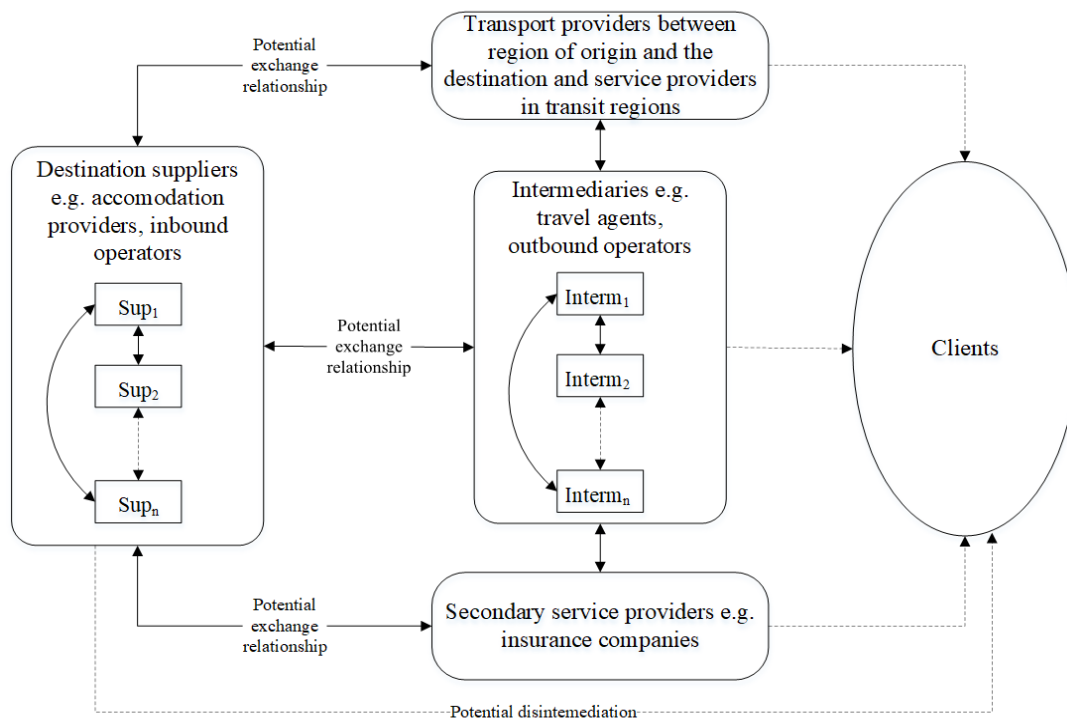 Potential
exchange
relationship
Transport providers between
region of origin and the
destination and service providers
in transit regions
Destination suppliers
e.g. accomodation
providers, inbound
operators
Sup1
Sup2
Supn
Potential
exchange
relationship
Intermediaries e.g.
travel agents,
outbound operators
Interm1
Interm2
Intermn
Clients
Potential
exchange
relationship
Secondary service providers e.g.
insurance companies
Potential disintemediation